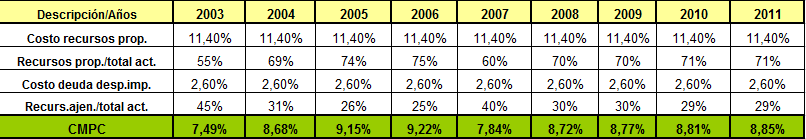 Descripción/Años 2003 2004 2005 2006 2007 2008 2009 2010 2011
Costo recursos prop. 11,40% 11,40% 11,40% 11,40% 11,40% 11,40% 11,40% 11,40% 11,40%
Recursos prop./total act. 55% 69% 74% 75% 60% 70% 70% 71% 71%
Costo deuda desp.imp. 2,60% 2,60% 2,60% 2,60% 2,60% 2,60% 2,60% 2,60% 2,60%
Recurs.ajen./total act. 45% 31% 26% 25% 40% 30% 30% 29% 29%
CMPC 7,49% 8,68% 9,15% 9,22% 7,84% 8,72% 8,77% 8,81% 8,85%